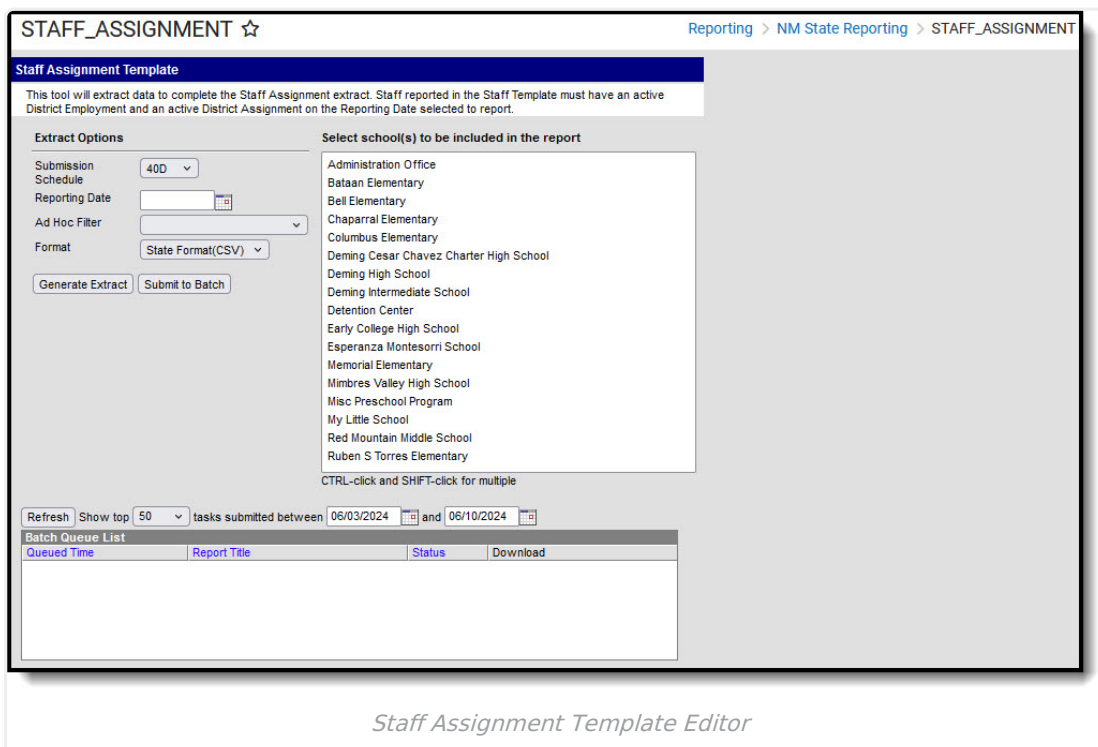 STAFF_ASSIGNMENT ☆
Reporting > NM State Reporting > STAFF_ASSIGNMENT
Staff Assignment Template
This tool will extract data to complete the Staff Assignment extract. Staff reported in the Staff Template must have an active
District Employment and an active District Assignment on the Reporting Date selected to report.
Extract Options
Submission
Schedule
40D
Reporting Date
Ad Hoc Filter
Format
State Format(CSV)
Generate Extract
Submit to Batch
Select school(s) to be included in the report
Administration Office
Bataan Elementary
Bell Elementary
Chaparral Elementary
Columbus Elementary
Deming Cesar Chavez Charter High School
Deming High School
Deming Intermediate School
Detention Center
Early College High School
Esperanza Montesorri School
Memorial Elementary
Mimbres Valley High School
Misc Preschool Program
My Little School
Red Mountain Middle School
Ruben S Torres Elementary
CTRL-click and SHIFT-click for multiple
Refresh Show top 50 tasks submitted between 06/03/2024 and 06/10/2024
Batch Queue List
Queued Time Report Title Status Download
Staff Assignment Template Editor